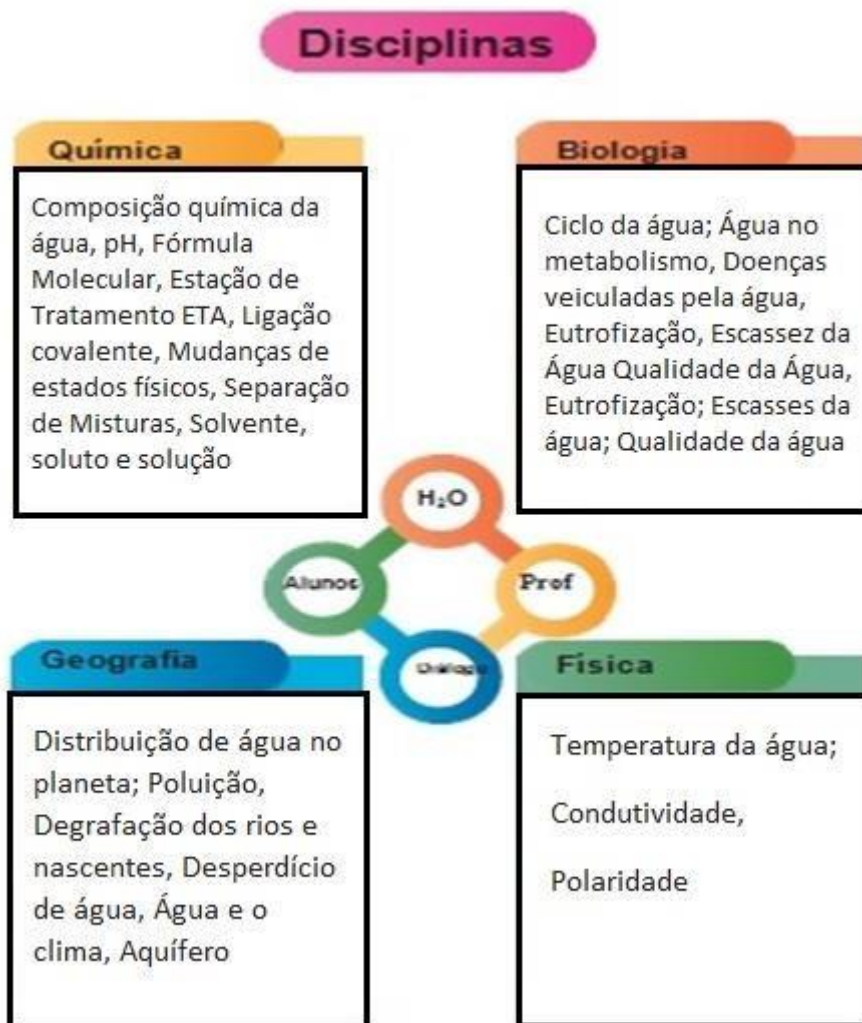 Disciplinas
Química
Composição química da
água, pH, Fórmula
Molecular, Estação de
Tratamento ETA, Ligação
covalente, Mudanças de
estados físicos, Separação
de Misturas, Solvente,
soluto e solução
Biologia
Ciclo da água; Água no
metabolismo, Doenças
veiculadas pela água,
Eutrofização, Escassez da
Água Qualidade da Água,
Eutrofização; Escasses da
água; Qualidade da água
H₂O
Alunos
Prof
Diálogo
Geografia
Distribuição de água no
planeta; Poluição,
Degrafação dos rios e
nascentes, Desperdício
de água, Água e o
clima, Aquífero
Física
Temperatura da água;
Condutividade,
Polaridade